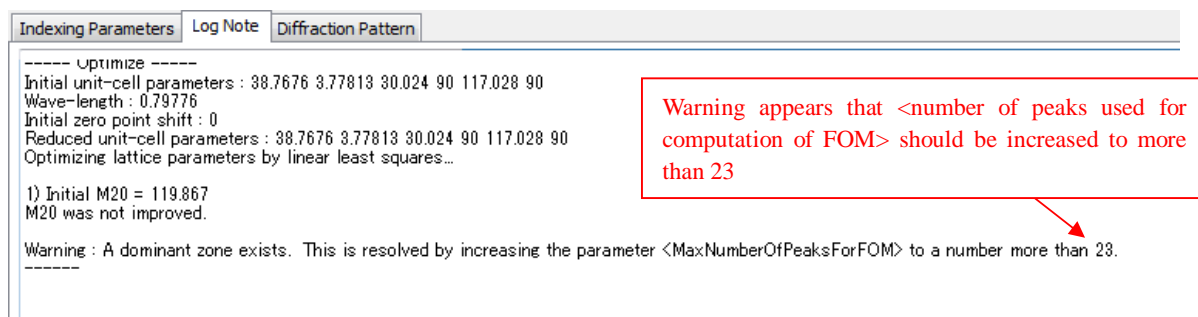 Indexing Parameters Log Note Diffraction Pattern
----- Optimize -----
Initial unit-cell parameters : 38.7676 3.77813 30.024 90 117.028 90
Wave-length : 0.79776
Initial zero point shift : 0
Reduced unit-cell parameters : 38.7676 3.77813 30.024 90 117.028 90
Optimizing lattice parameters by linear least squares...
1) Initial M20 = 119.867
M20 was not improved.
Warning : A dominant zone exists. This is resolved by increasing the parameter <MaxNumberOfPeaksForFOM> to a number more than 23.
------
Warning appears that <number of peaks used for
computation of FOM> should be increased to more
than 23